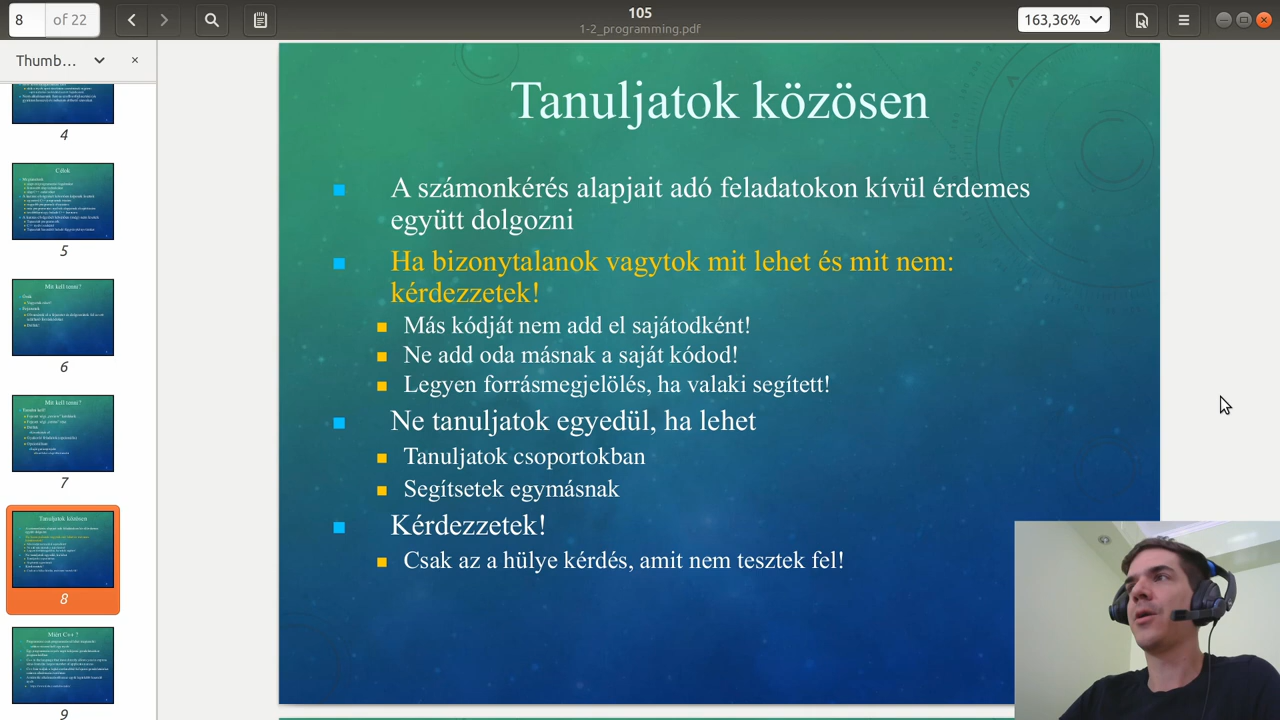 8 of 22
105
1-2_programming.pdf
163,36%
Thumb...
4
Célok
5
Mit kell tenni?
6
Mit kell tenni?
7
Tanuljatok közösen
8
Miért C++ ?
9
Tanuljatok közösen
A számonkérés alapjait adó feladatokon kívül érdemes
együtt dolgozni
Ha bizonytalanok vagytok mit lehet és mit nem:
kérdezzetek!
Más kódját nem add el sajátodként!
Ne add oda másnak a saját kódod!
Legyen forrásmegjelölés, ha valaki segített!
Ne tanuljatok egyedül, ha lehet
Tanuljatok csoportokban
Segítsetek egymásnak
Kérdezzetek!
Csak az a hülye kérdés, amit nem tesztek fel!